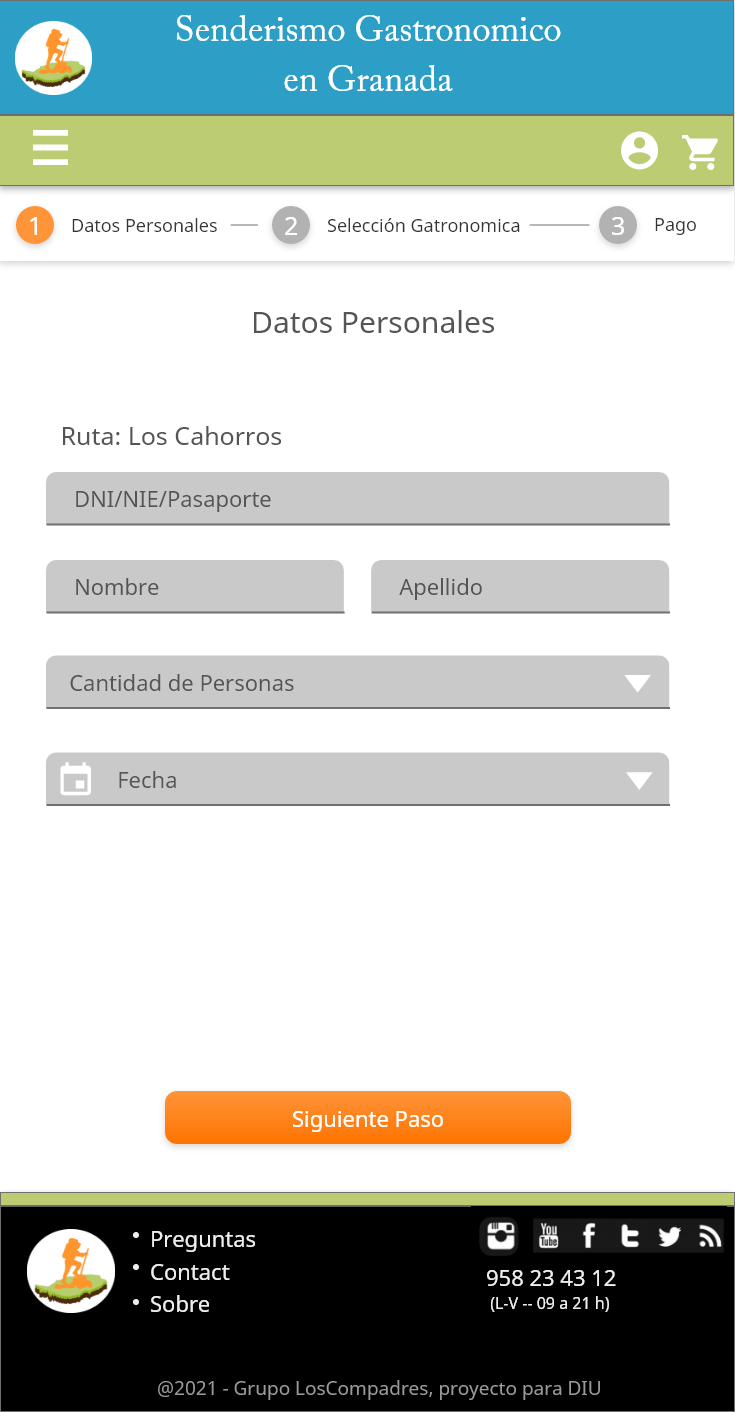 Senderismo Gastronomico
en Granada
1 Datos Personales 2 Selección Gatronomica 3 Pago
Datos Personales
Ruta: Los Cahorros
DNI/NIE/Pasaporte
Nombre Apellido
Cantidad de Personas
Fecha
Siguiente Paso
• Preguntas
• Contact
• Sobre
You Tube f t
958 23 43 12
(L-V -- 09 a 21 h)
@2021 - Grupo LosCompadres, proyecto para DIU